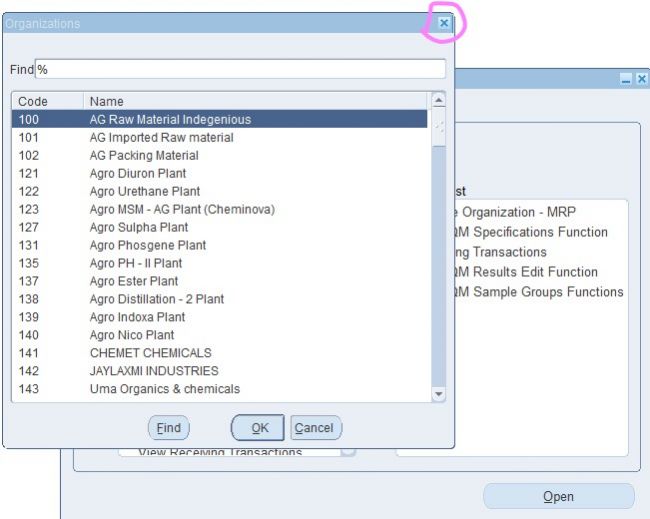 Organizations
Find %
Code Name
100 AG Raw Material Indegenious
101 AG Imported Raw material
102 AG Packing Material
121 Agro Diuron Plant
122 Agro Urethane Plant
123 Agro MSM - AG Plant (Cheminova)
127 Agro Sulpha Plant
131 Agro Phosgene Plant
135 Agro PH - II Plant
137 Agro Ester Plant
138 Agro Distillation - 2 Plant
139 Agro Indoxa Plant
140 Agro Nico Plant
141 CHEMET CHEMICALS
142 JAYLAXMI INDUSTRIES
143 Uma Organics & chemicals
Find OK Cancel
st
e Organization - MRP
QM Specifications Function
ng Transactions
QM Results Edit Function
QM Sample Groups Functions
View Receiving Transactions
Open